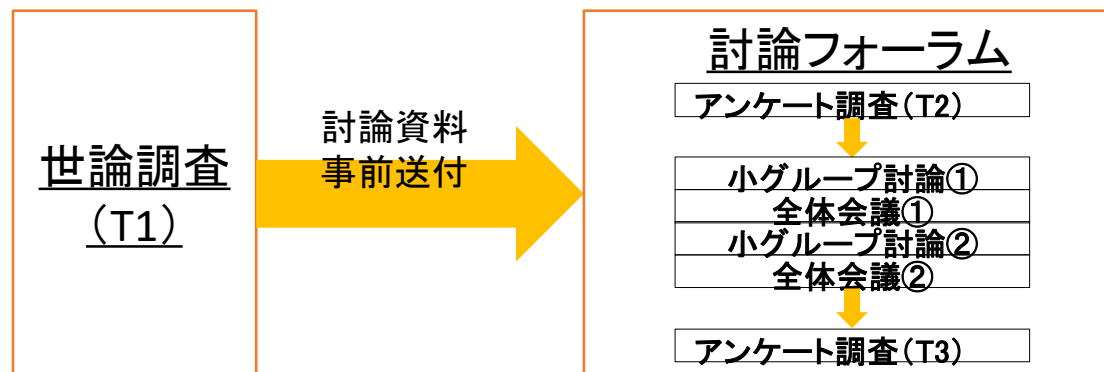 世論調査
(T1)
討論資料
事前送付
討論フォーラム
アンケート調査(T2)
小グループ討論①
全体会議①
小グループ討論②
全体会議②
アンケート調査(T3)